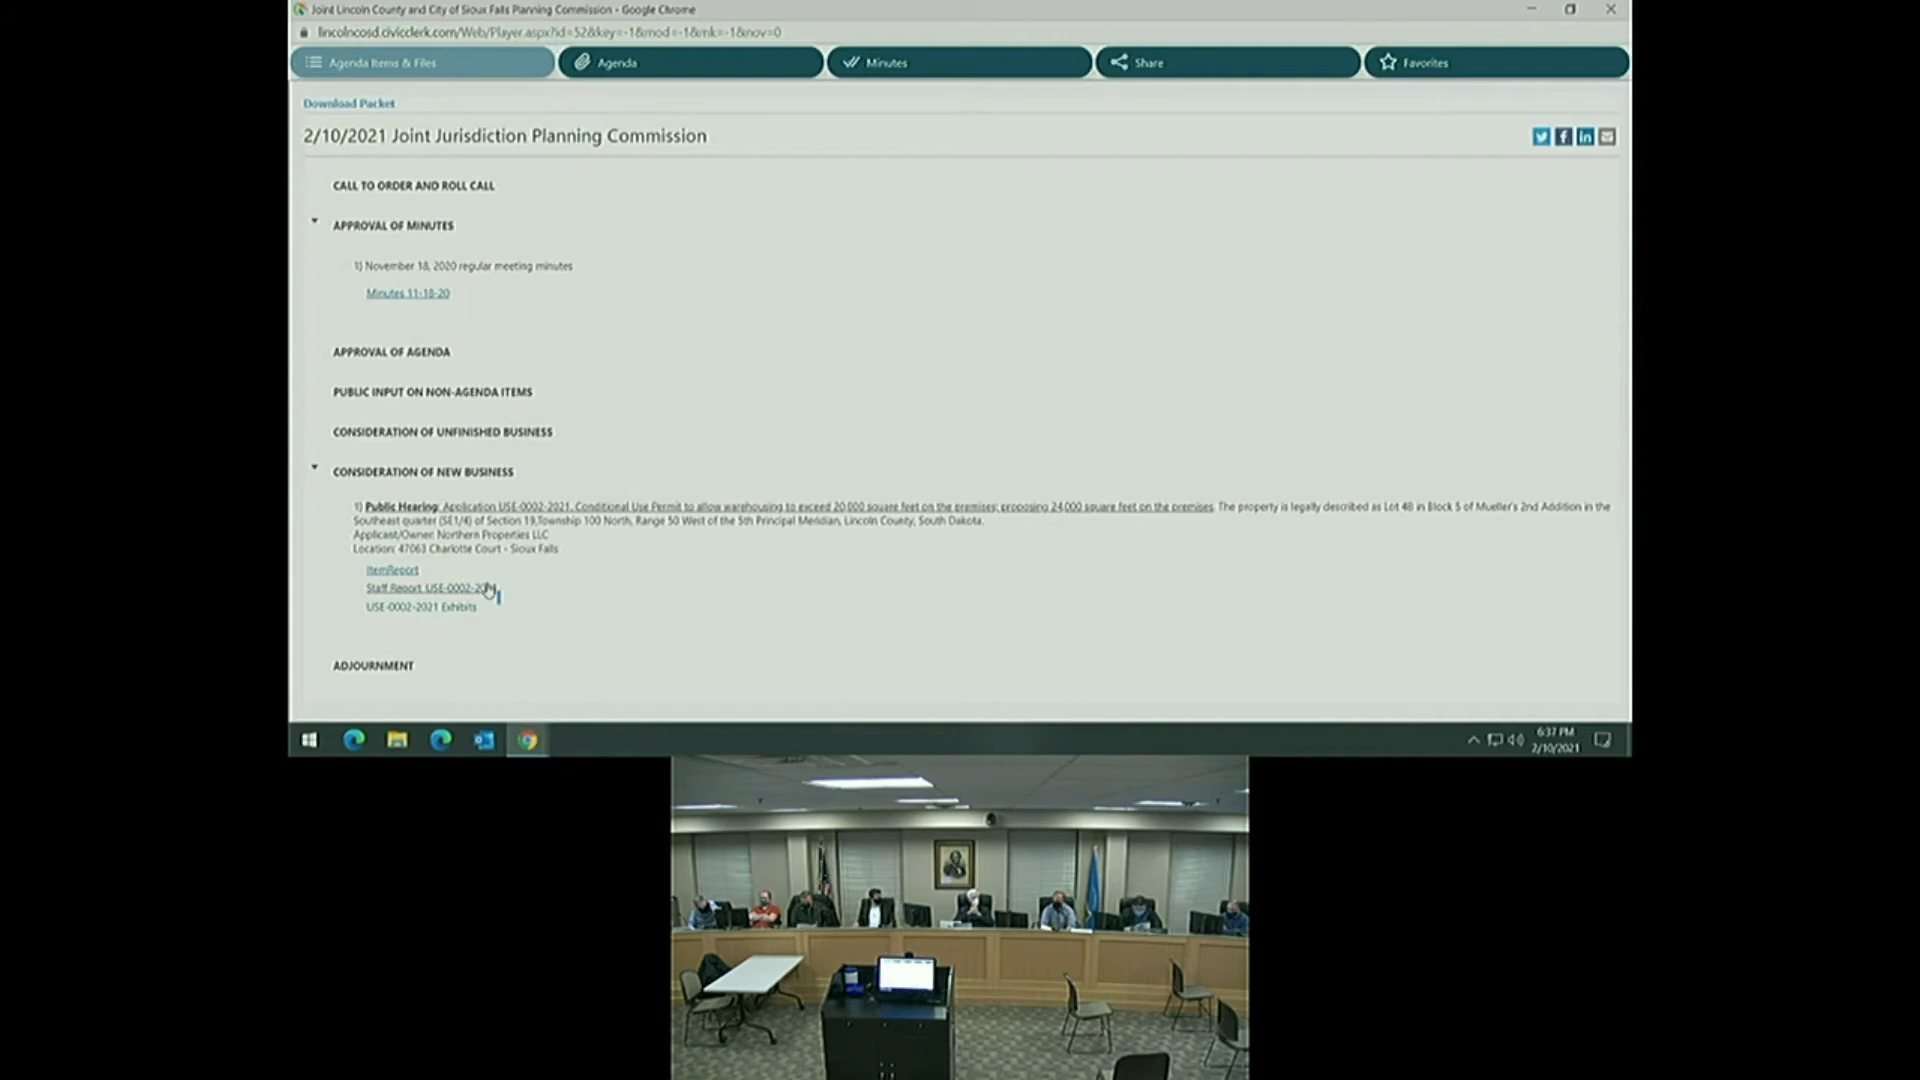 Joint Lincoln County and City of Sioux Falls Planning Commission - Google Chrome
lincolncosd.civicclerk.com/Web/Player.aspx?id=52&key=-1&mod=-1&mk=-1&nov=0
Agenda Items & Files
Agenda
Minutes
Share
Favorites
Download Packet
2/10/2021 Joint Jurisdiction Planning Commission
CALL TO ORDER AND ROLL CALL
APPROVAL OF MINUTES
1) November 18, 2020 regular meeting minutes
Minutes 11-18-20
APPROVAL OF AGENDA
PUBLIC INPUT ON NON-AGENDA ITEMS
CONSIDERATION OF UNFINISHED BUSINESS
CONSIDERATION OF NEW BUSINESS
1) Public Hearing: Application USE-0002-2021. Conditional Use Permit to allow warehousing to exceed 20,000 square feet on the premises; proposing 24,000 square feet on the premises. The property is legally described as Lot 4B in Block 5 of Mueller's 2nd Addition in the
Southeast quarter (SE1/4) of Section 19,Township 100 North, Range 50 West of the 5th Principal Meridian, Lincoln County, South Dakota.
Applicant/Owner: Northern Properties LLC
Location: 47063 Charlotte Court - Sioux Falls
ItemReport
Staff Report USE-0002-2021
USE-0002-2021 Exhibits
ADJOURNMENT
6:37 PM
2/10/2021